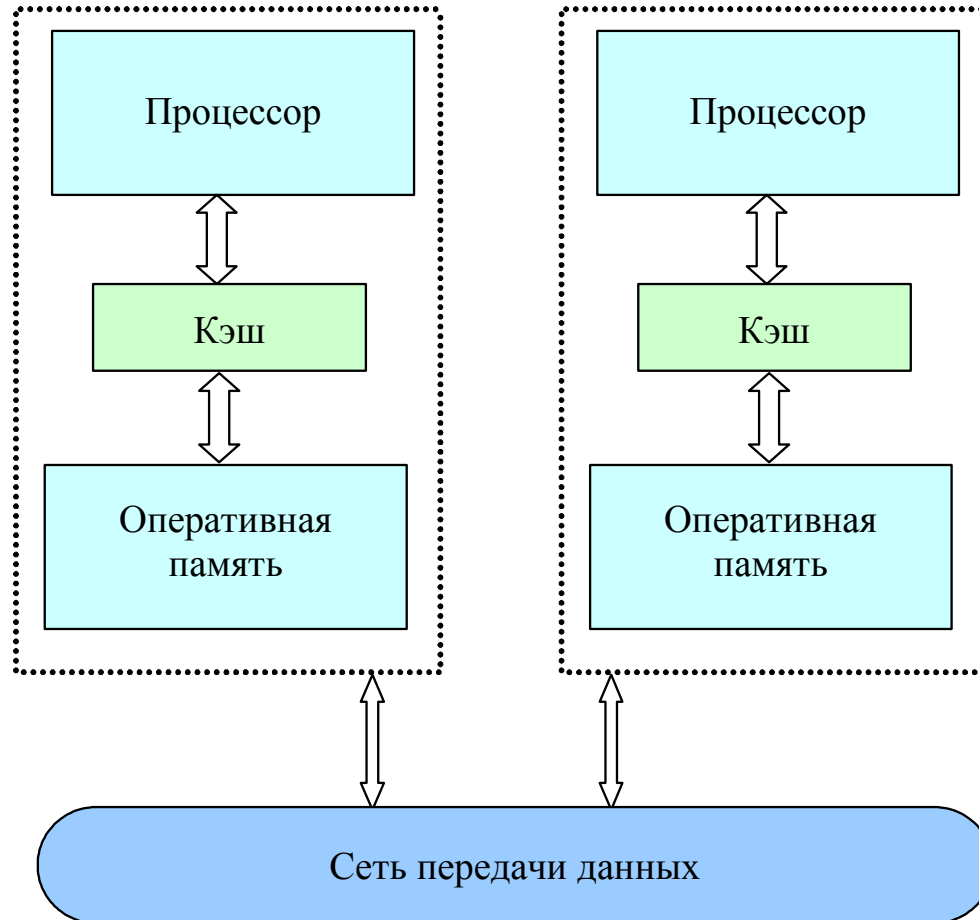 Процессор
Процессор
Кэш
Кэш
Оперативная
память
Оперативная
память
Сеть передачи данных